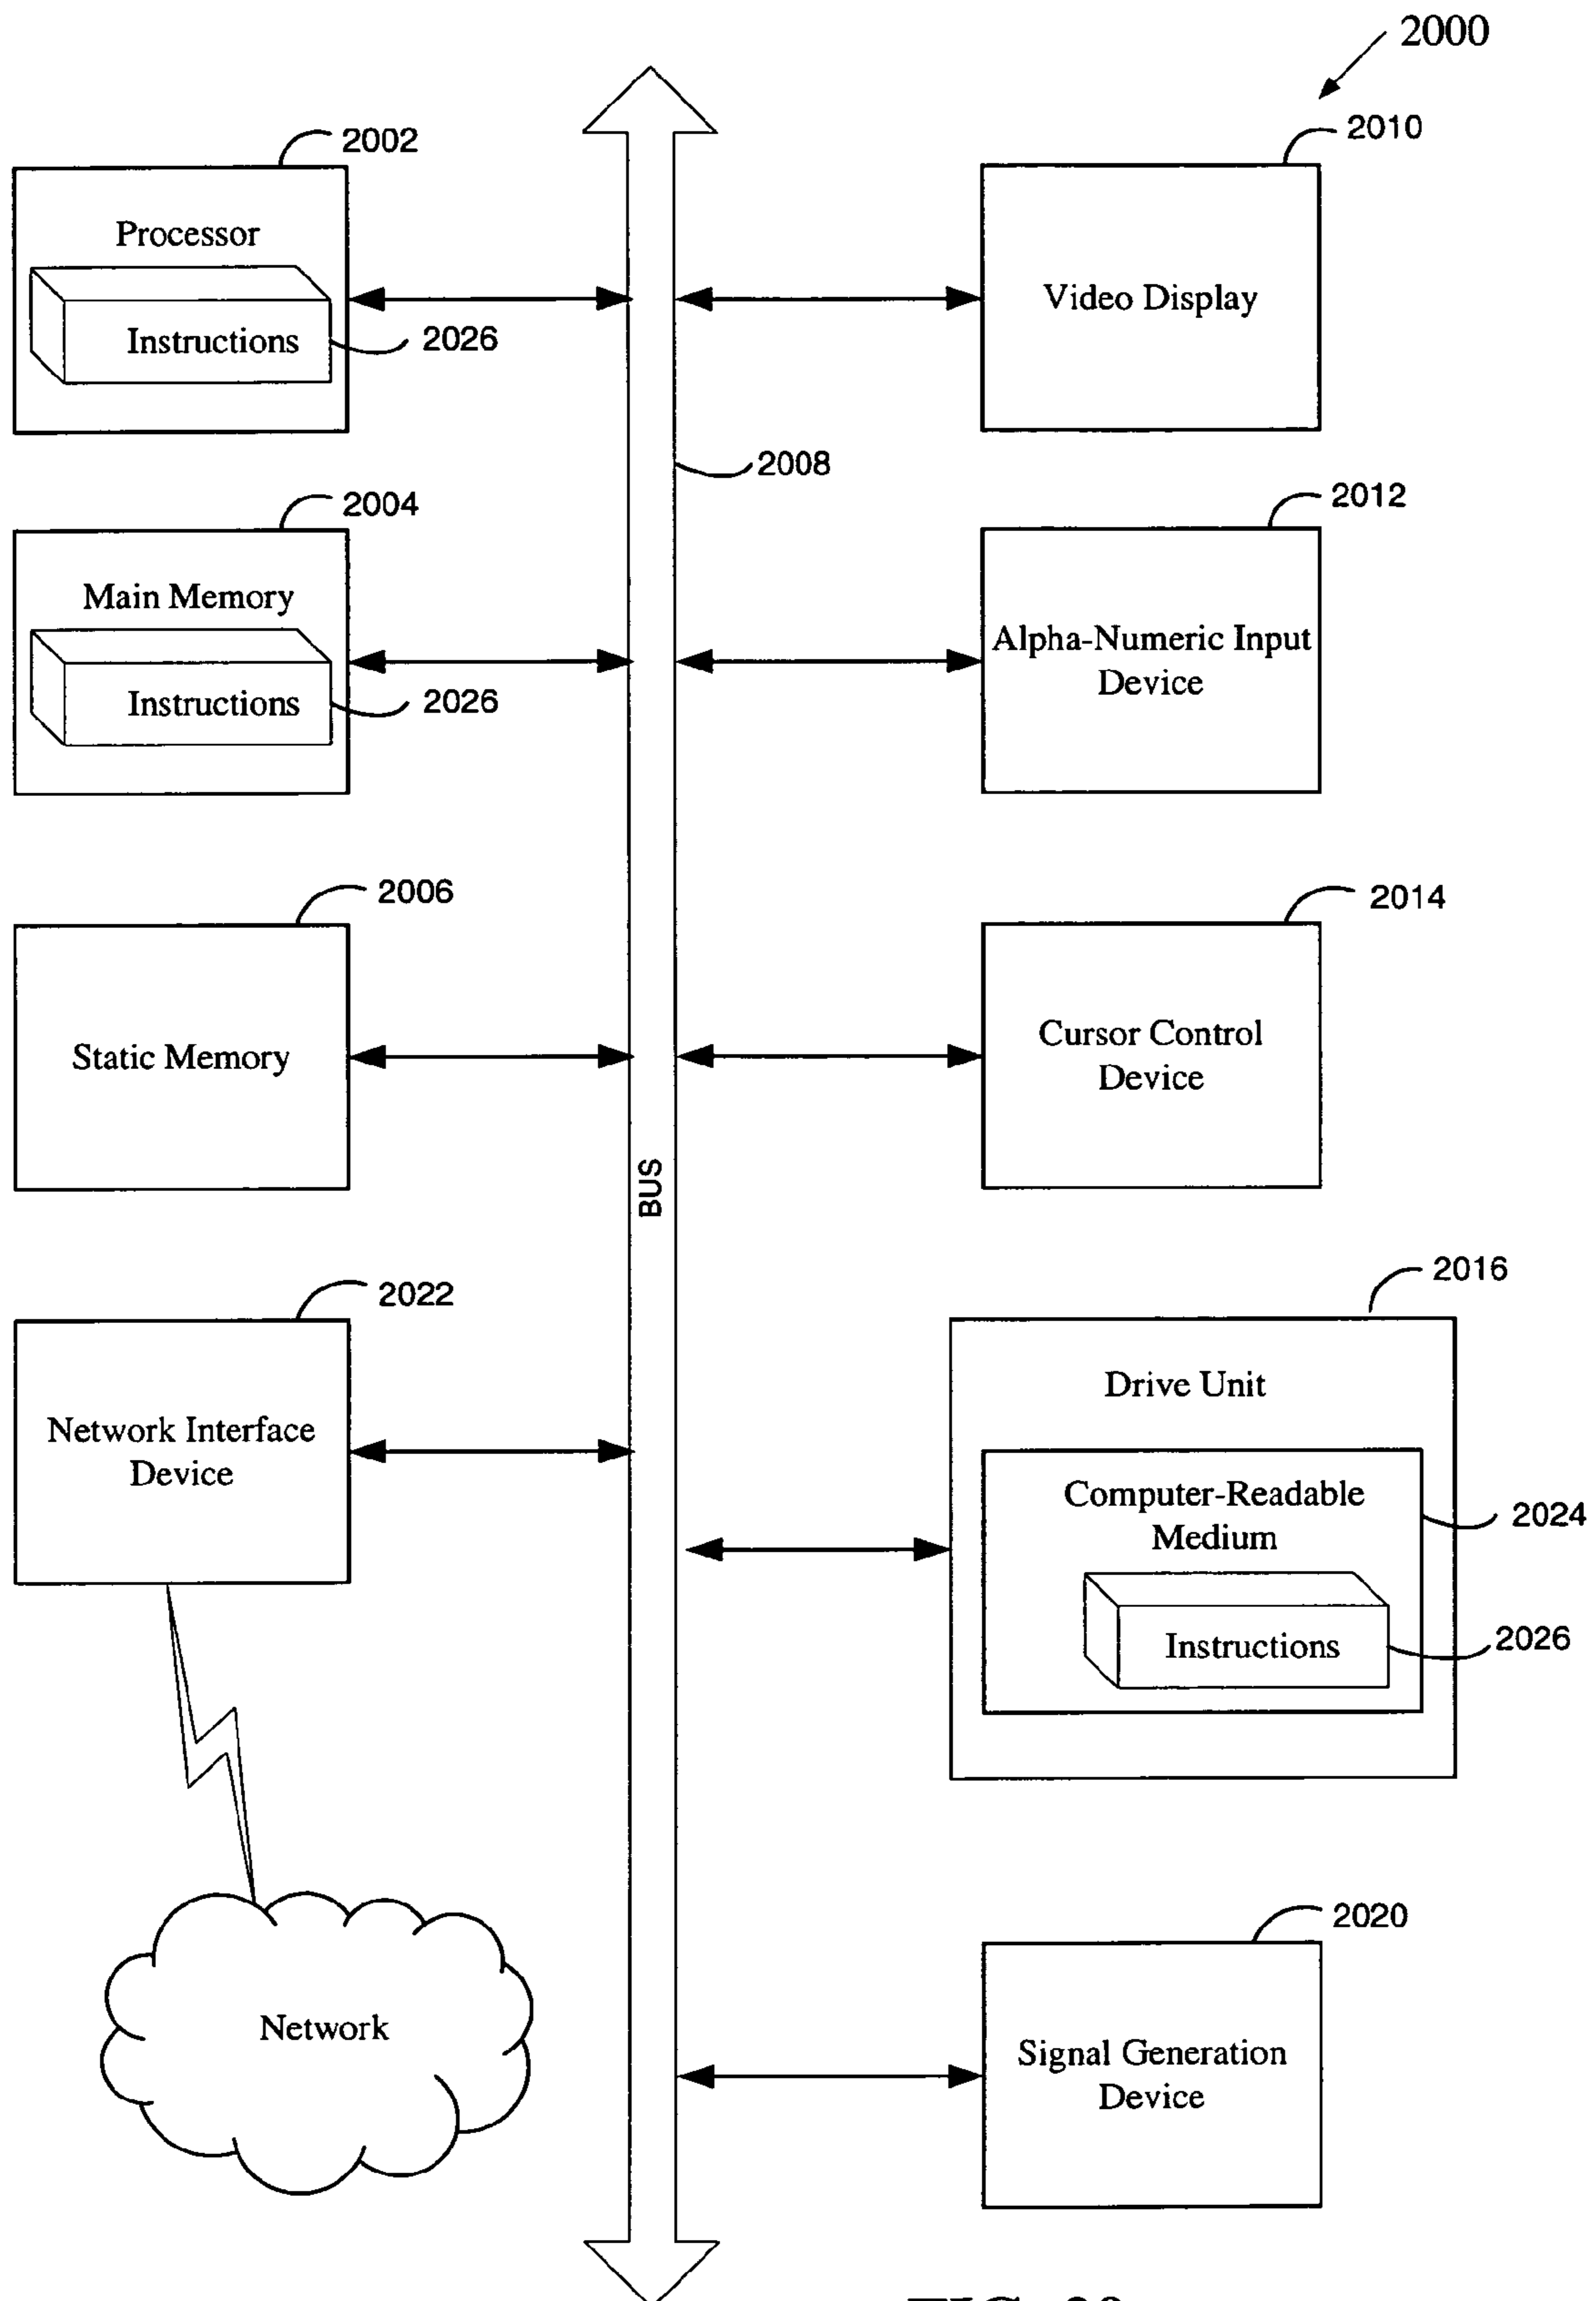 2000
2002
Processor
Instructions
2026
2004
Main Memory
Instructions
2026
2006
Static Memory
2022
Network Interface
Device
Network
2008
BUS
2010
Video Display
2012
Alpha-Numeric Input
Device
2014
Cursor Control
Device
2016
Drive Unit
Computer-Readable
Medium
2024
Instructions
2026
2020
Signal Generation
Device